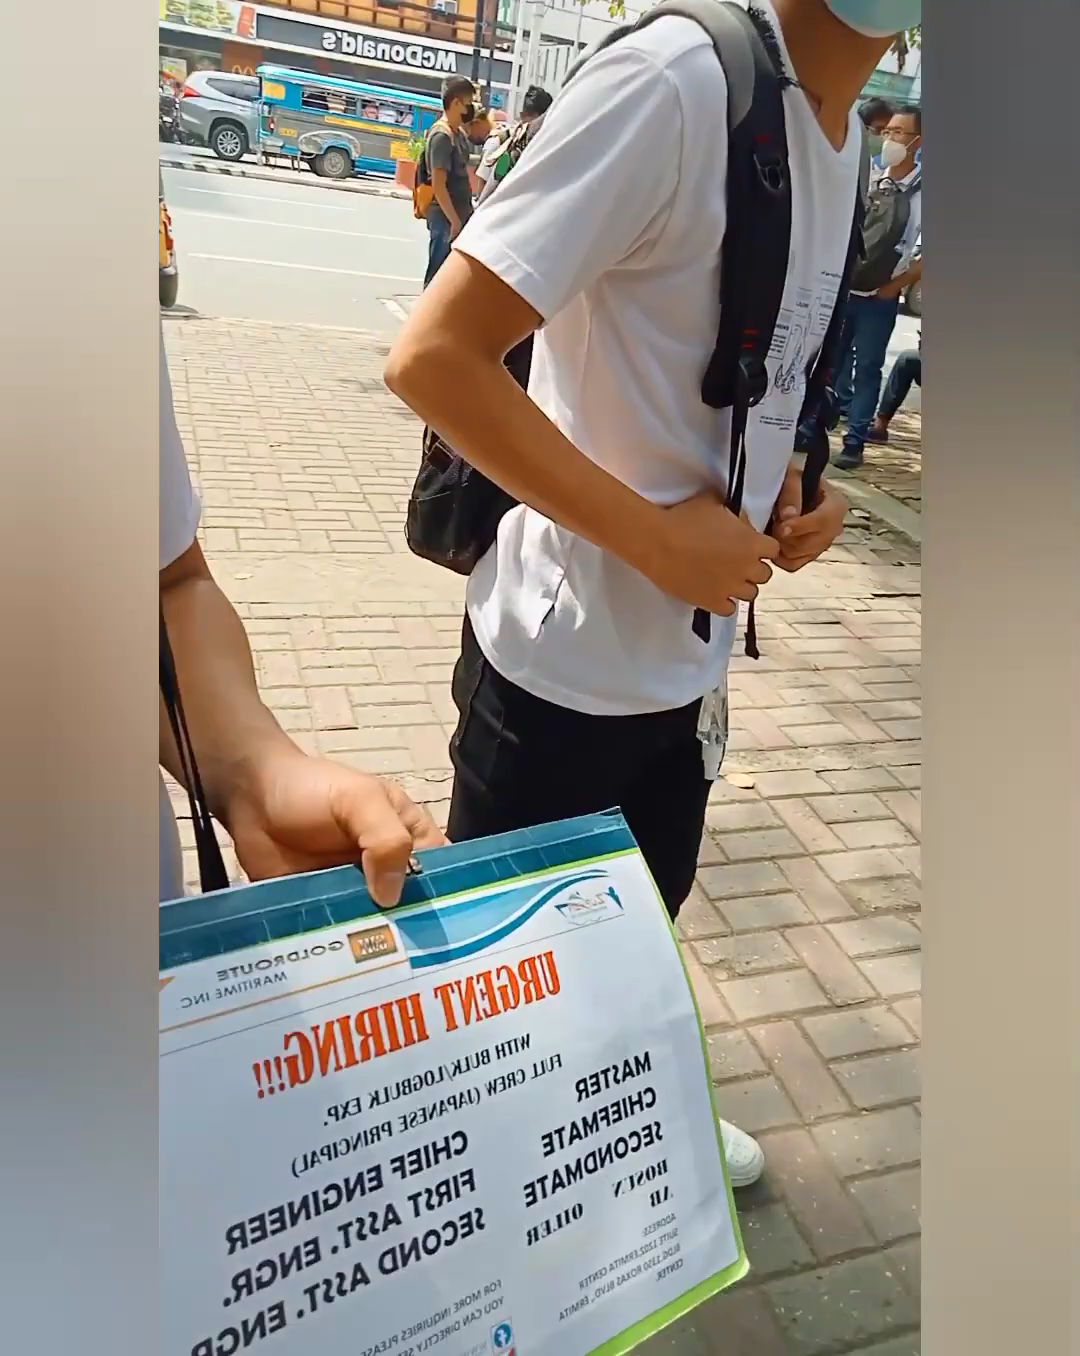 McDonald's
GOLDROUTE
MARITIME INC.
URGENT HIRING!!!
WITH BULK/LOGBULK EXP.
FULL CREW (JAPANESE PRINCIPAL)
MASTER
CHIEFMATE
SECONDMATE
BOSUN
AB
OILER
CHIEF ENGINEER
FIRST ASST. ENGR.
SECOND ASST. ENGR
ADDRESS:
SUITE 1202, ERMITA CENTER
BLDG. 1350 ROXAS BLVD., ERMITA
CENTER.
FOR MORE INQUIRIES PLEASE
YOU CAN DIRECTLY